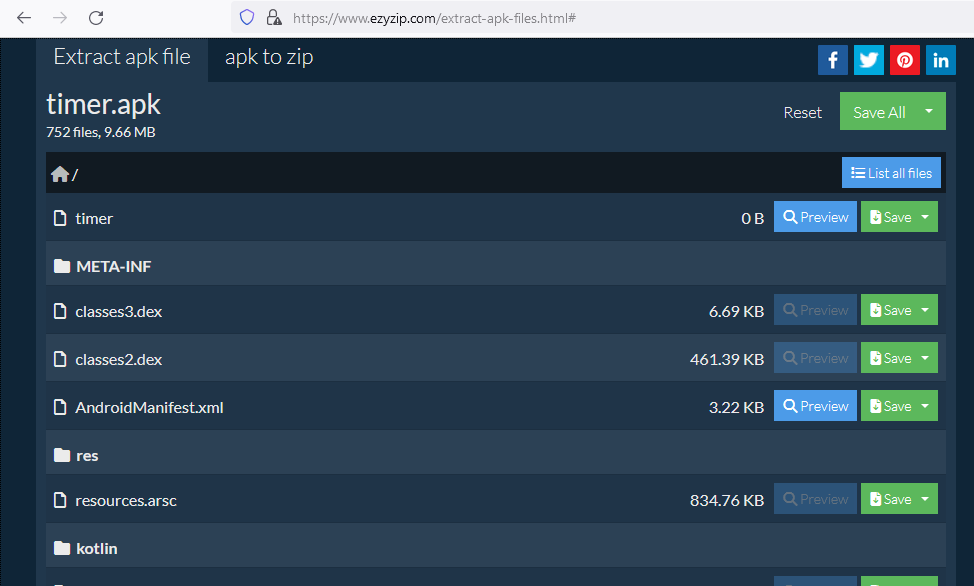 https://www.ezyzip.com/extract-apk-files.html#
Extract apk file apk to zip
timer.apk
752 files, 9.66 MB
Reset Save All
/ List all files
timer 0 B Preview Save
META-INF
classes3.dex 6.69 KB Preview Save
classes2.dex 461.39 KB Preview Save
AndroidManifest.xml 3.22 KB Preview Save
res
resources.arsc 834.76 KB Preview Save
kotlin